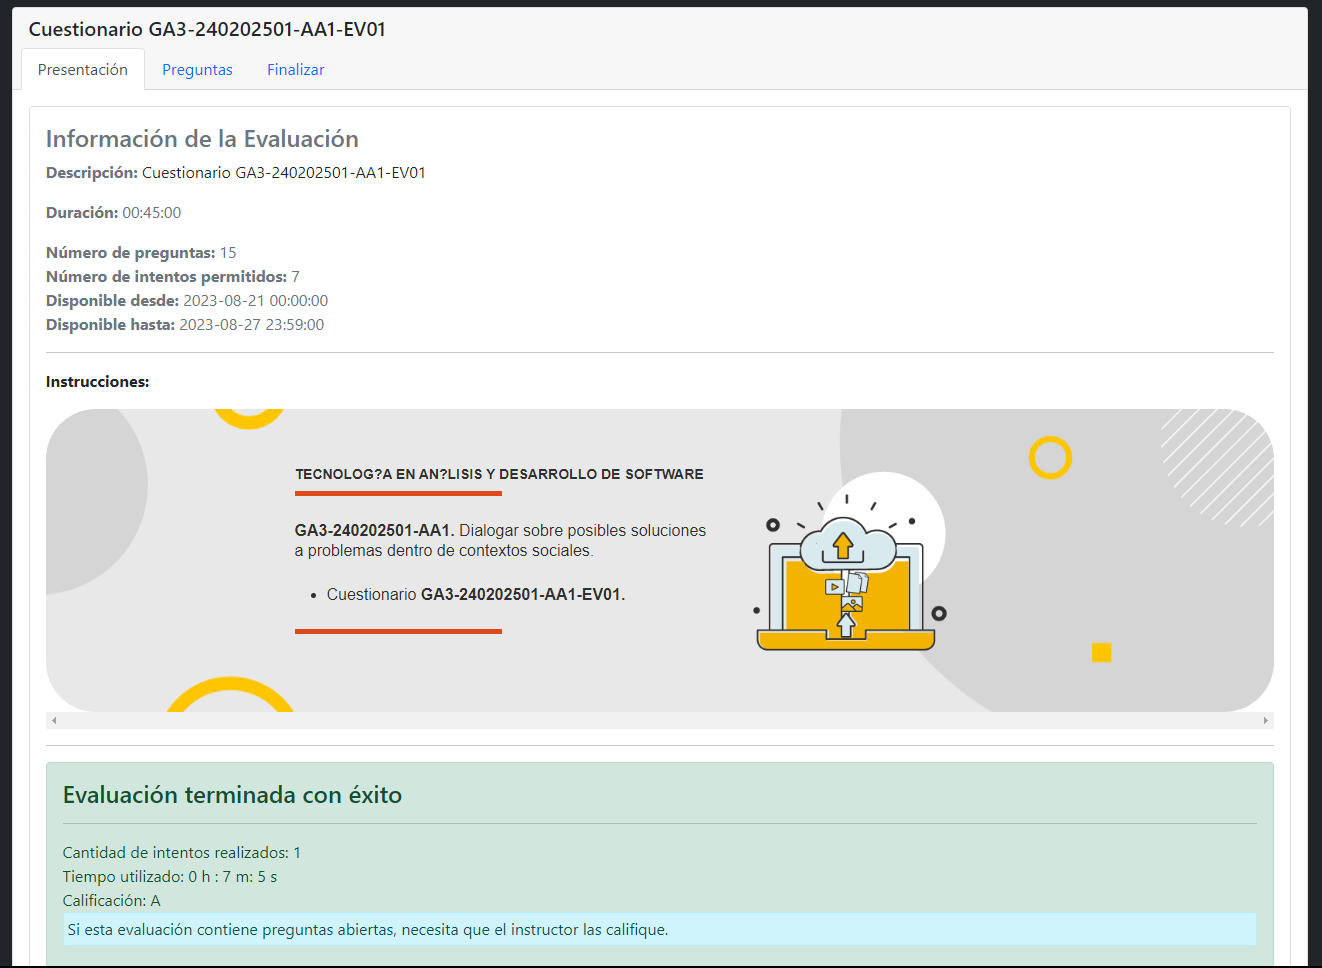 Cuestionario GA3-240202501-AA1-EV01
Presentación Preguntas Finalizar
Información de la Evaluación
Descripción: Cuestionario GA3-240202501-AA1-EV01
Duración: 00:45:00
Número de preguntas: 15
Número de intentos permitidos: 7
Disponible desde: 2023-08-21 00:00:00
Disponible hasta: 2023-08-27 23:59:00
Instrucciones:
TECNOLOG?A EN AN?LISIS Y DESARROLLO DE SOFTWARE
GA3-240202501-AA1. Dialogar sobre posibles soluciones
a problemas dentro de contextos sociales.
• Cuestionario GA3-240202501-AA1-EV01.
Evaluación terminada con éxito
Cantidad de intentos realizados: 1
Tiempo utilizado: 0 h : 7 m: 5 s
Calificación: A
Si esta evaluación contiene preguntas abiertas, necesita que el instructor las califique.